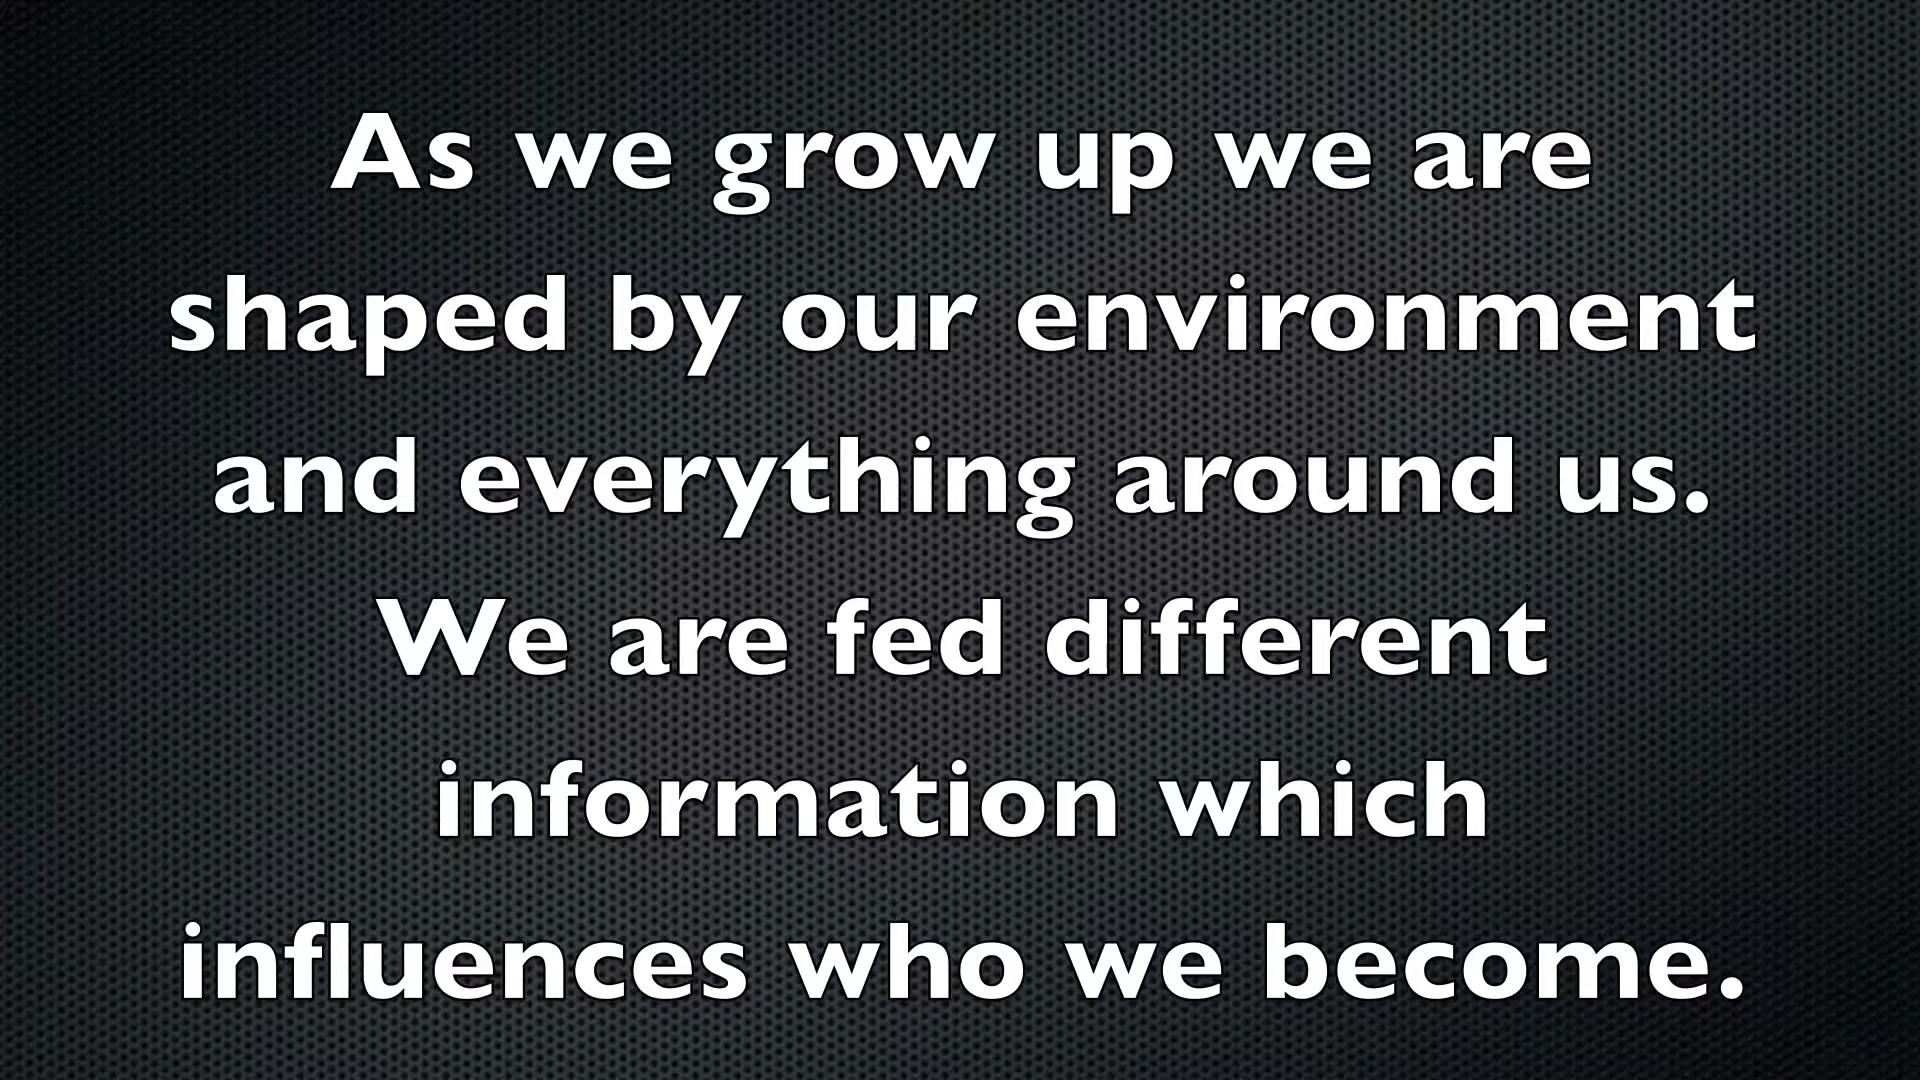 As we grow up we are
shaped by our environment
and everything around us.
We are fed different
information which
influences who we become.